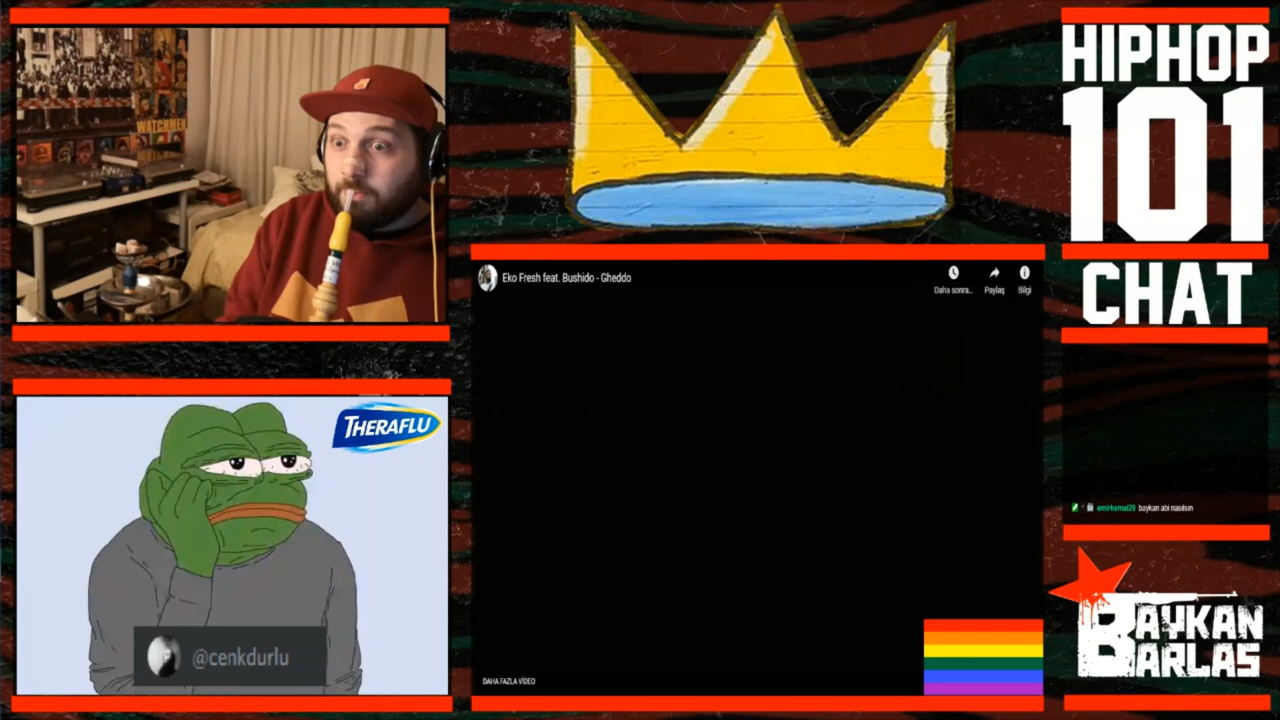 WATCHMEN
THERAFLU
@cenkdurlu
Eko Fresh feat. Bushido - Gheddo
Daha sonra...
Paylaş
Bilgi
DAHA FAZLA VİDEO
HIPHOP
101
CHAT
emirkemal29 baykan abi nasılsın
BAYKAN
BARLAS